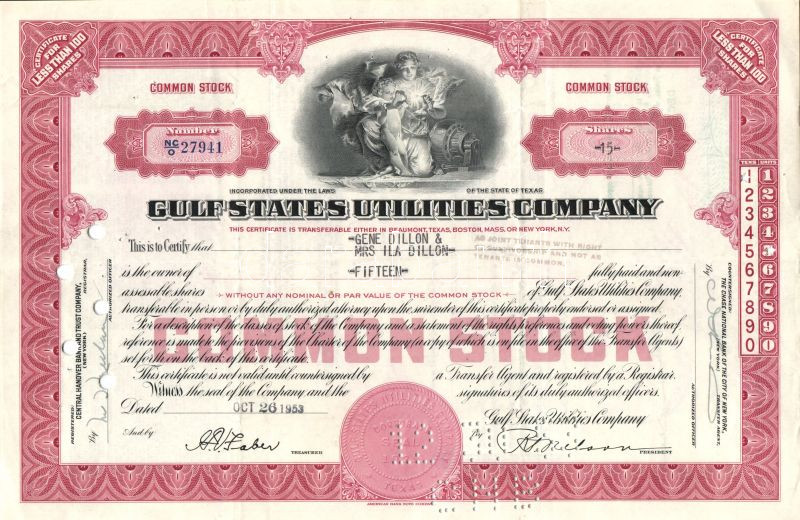 CERTIFICATE FOR LESS THAN 100 SHARES
CERTIFICATE FOR LESS THAN 100 SHARES
COMMON STOCK
COMMON STOCK
Number
NC/O 27941
Shares
-15-
INCORPORATED UNDER THE LAWS OF THE STATE OF TEXAS
GULF STATES UTILITIES COMPANY
THIS CERTIFICATE IS TRANSFERABLE EITHER IN BEAUMONT, TEXAS, BOSTON, MASS. OR NEW YORK, N.Y.
This is to Certify that -GENE DILLON & MRS ILA DILLON-
AS JOINT TENANTS WITH RIGHT OF SURVIVORSHIP AND NOT AS TENANTS IN COMMON.
is the owner of -FIFTEEN- fully paid and non-
assessable shares WITHOUT ANY NOMINAL OR PAR VALUE OF THE COMMON STOCK of Gulf States Utilities Company,
transferable in person or by duly authorized attorney upon the surrender of this certificate properly endorsed or assigned.
For a description of the classes of stock of the Company and a statement of the rights, preferences and voting powers thereof
reference is made to the provisions of the Charter of the Company (a copy of which is on file in the office of the Transfer Agents)
set forth on the back of this certificate.
COMMON STOCK
This certificate is not valid until countersigned by a Transfer Agent and registered by a Registrar.
Witness the seal of the Company and the signatures of its duly authorized officers.
Dated OCT 26 1953
Gulf States Utilities Company
And by TREASURER
By PRESIDENT
AMERICAN BANK NOTE COMPANY
REGISTERED:
CENTRAL HANOVER BANK AND TRUST COMPANY,
(NEW YORK) REGISTRAR,
By AUTHORIZED OFFICER
COUNTERSIGNED:
THE CHASE NATIONAL BANK OF THE CITY OF NEW YORK,
(NEW YORK) TRANSFER AGENT,
By AUTHORIZED OFFICER
TENS UNITS
1 1
2 2
3 3
4 4
5 5
6 6
7 7
8 8
9 9
0 0